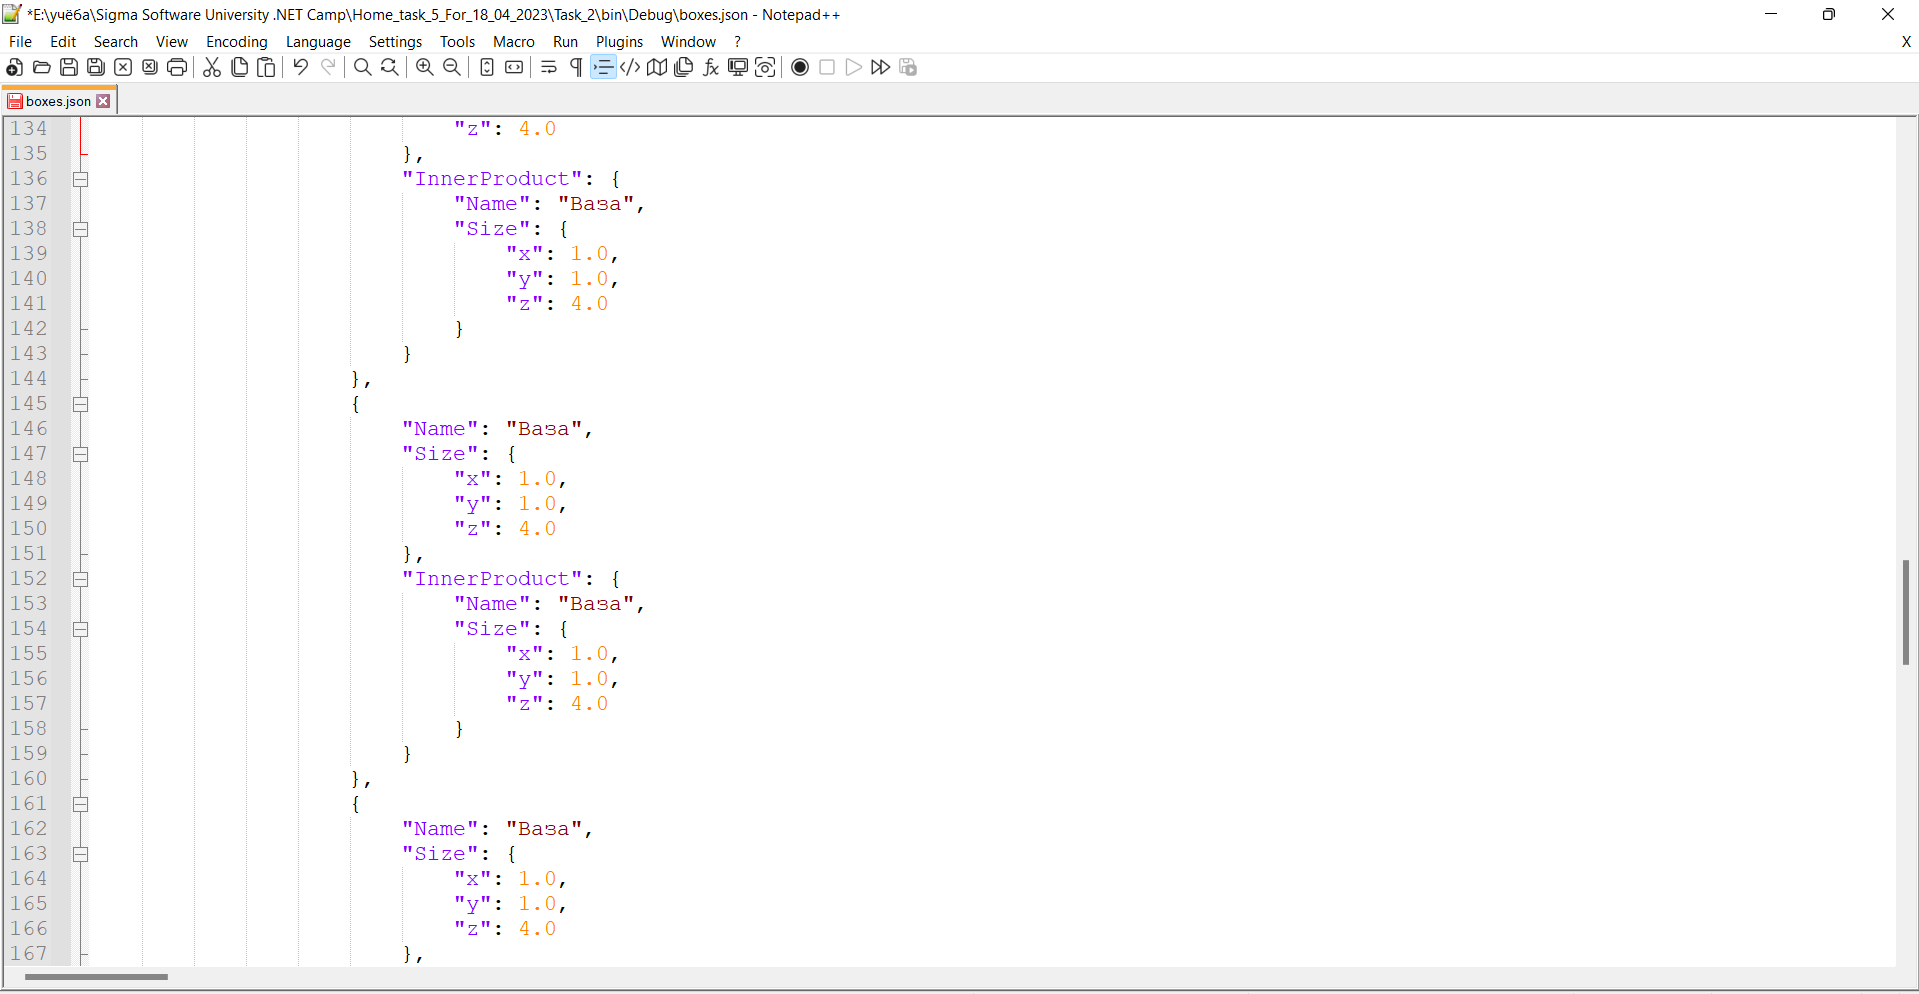 *E:\учёба\Sigma Software University .NET Camp\Home_task_5_For_18_04_2023\Task_2\bin\Debug\boxes.json - Notepad++
File Edit Search View Encoding Language Settings Tools Macro Run Plugins Window ? X
boxes.json
134 "z": 4.0
135 },
136 "InnerProduct": {
137 "Name": "Ваза",
138 "Size": {
139 "x": 1.0,
140 "y": 1.0,
141 "z": 4.0
142 }
143 }
144 },
145 {
146 "Name": "Ваза",
147 "Size": {
148 "x": 1.0,
149 "y": 1.0,
150 "z": 4.0
151 },
152 "InnerProduct": {
153 "Name": "Ваза",
154 "Size": {
155 "x": 1.0,
156 "y": 1.0,
157 "z": 4.0
158 }
159 }
160 },
161 {
162 "Name": "Ваза",
163 "Size": {
164 "x": 1.0,
165 "y": 1.0,
166 "z": 4.0
167 },